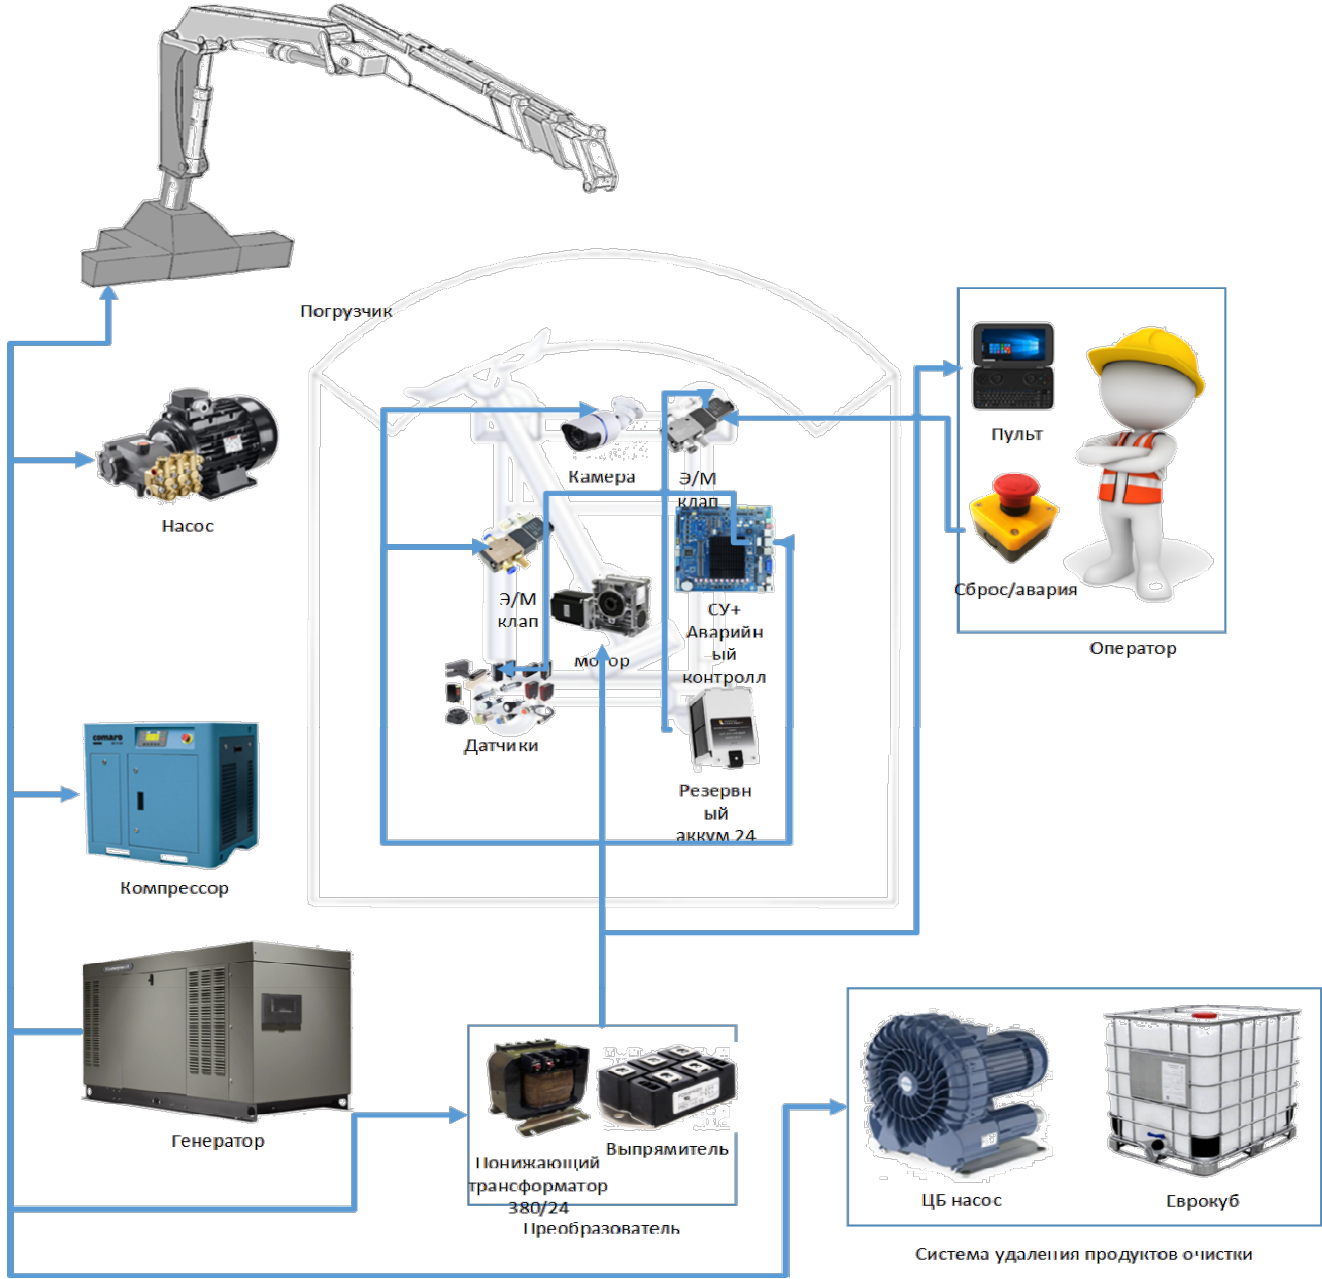 Погрузчик
Пульт
Камера
Э/М
клап
Насос
Сброс/авария
Э/М
клап
СУ+
Аварийн
ый
контролл
Оператор
мотор
Датчики
comaro
Резервн
ый
аккум 24
Компрессор
Генератор
Выпрямитель
Понижающий
трансформатор
380/24
Преобразователь
ЦБ насос
Еврокуб
Система удаления продуктов очистки